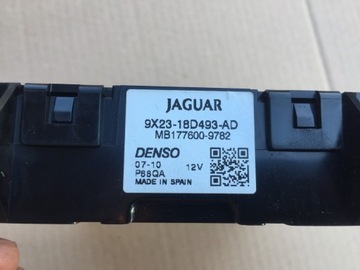 JAGUAR
9X23-18D493-AD
MB177600-9782
DENSO
07-10 12V
P88QA
MADE IN SPAIN